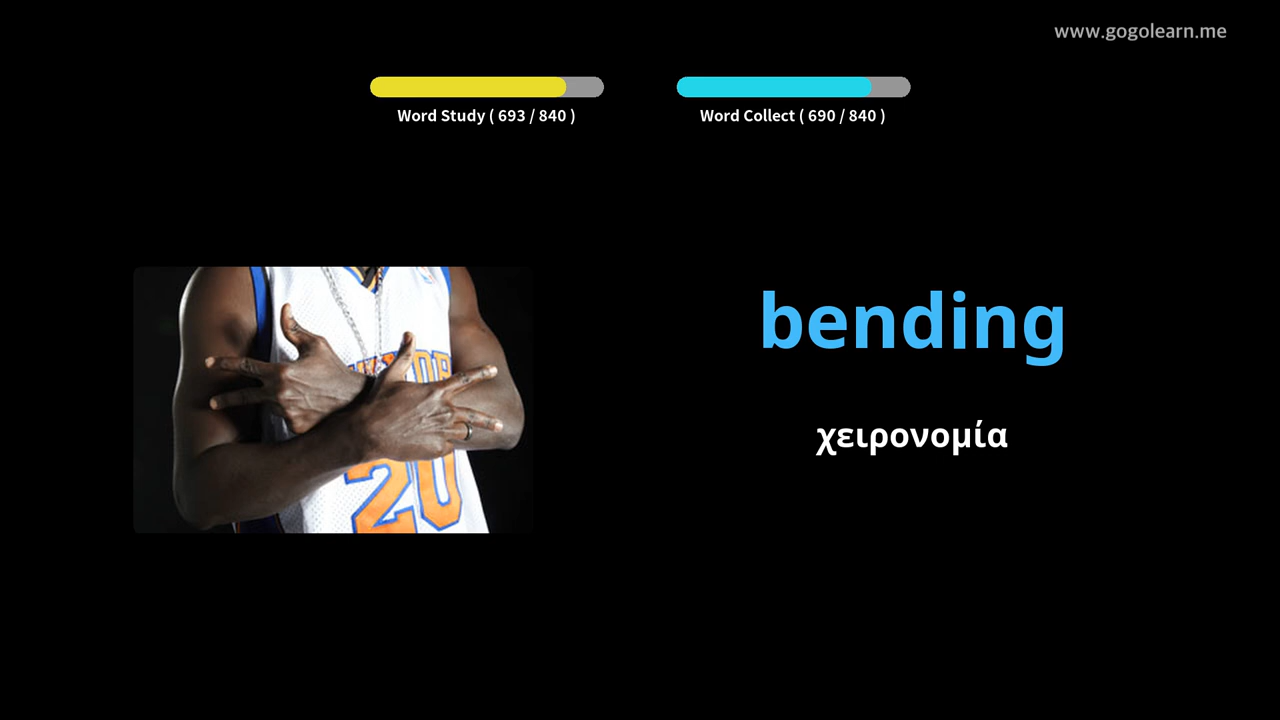 www.gogolearn.me
Word Study ( 693 / 840 )
Word Collect ( 690 / 840 )
bending
χειρονομία
20